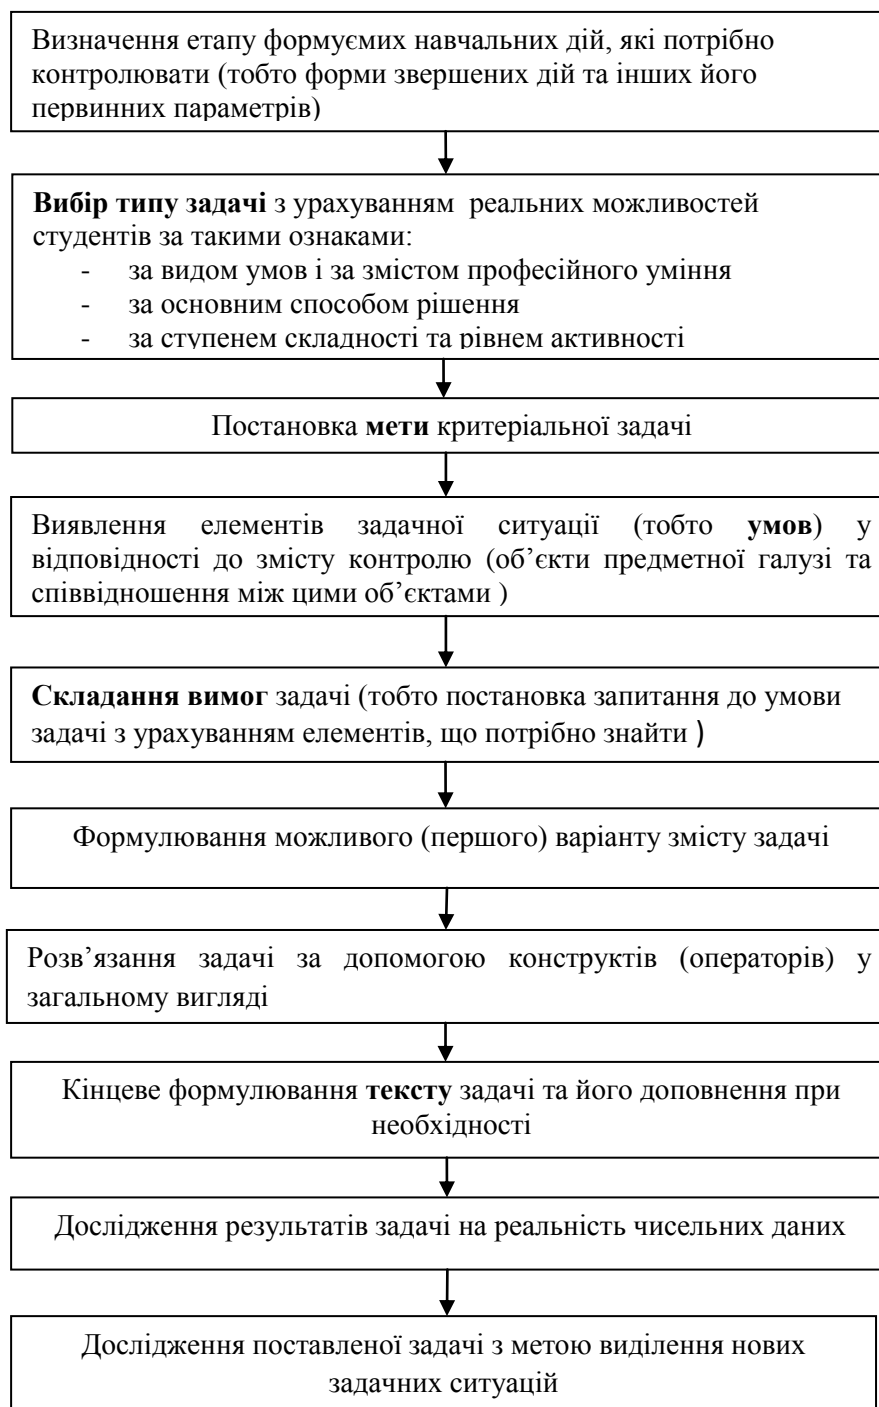 Визначення етапу формуємих навчальних дій, які потрібно
контролювати (тобто форми звершених дій та інших його
первинних параметрів)
Вибір типу задачі з урахуванням реальних можливостей
студентів за такими ознаками:
- за видом умов і за змістом професійного уміння
- за основним способом рішення
- за ступенем складності та рівнем активності
Постановка мети критеріальної задачі
Виявлення елементів задачної ситуації (тобто умов) у
відповідності до змісту контролю (об’єкти предметної галузі та
співвідношення між цими об’єктами )
Складання вимог задачі (тобто постановка запитання до умови
задачі з урахуванням елементів, що потрібно знайти )
Формулювання можливого (першого) варіанту змісту задачі
Розв’язання задачі за допомогою конструктів (операторів) у
загальному вигляді
Кінцеве формулювання тексту задачі та його доповнення при
необхідності
Дослідження результатів задачі на реальність чисельних даних
Дослідження поставленої задачі з метою виділення нових
задачних ситуацій